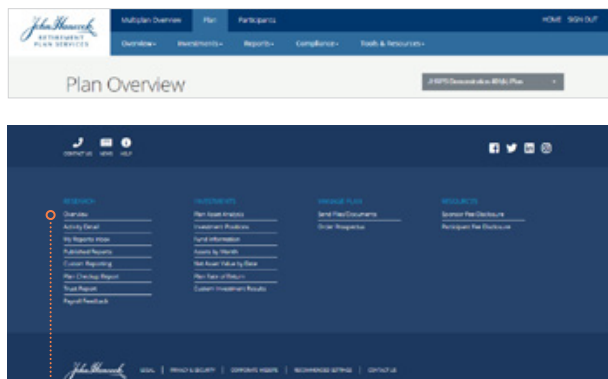 John Hancock
RETIREMENT
PLAN SERVICES
Multiplan Overview Plan Participants
HOME SIGN OUT
Overview Investments Reports Compliance Tools & Resources
Plan Overview
CONTACT US NEWS HELP
RESEARCH
Overview
Activity Detail
My Reports Inbox
Published Reports
Custom Reporting
Plan Checkup Report
Trust Report
Payroll Feedback
INVESTMENTS
Plan Asset Analysis
Investment Positions
Fund Information
Assets by Month
Net Asset Value by Date
Plan Rate of Return
Custom Investment Results
MANAGE PLAN
Send Files/Documents
Order Prospectus
RESOURCES
Sponsor Fee Disclosure
Participant Fee Disclosure
John Hancock
LEGAL | PRIVACY & SECURITY | CORPORATE WEBSITE | RECOMMENDED SETTINGS | CONTACT US